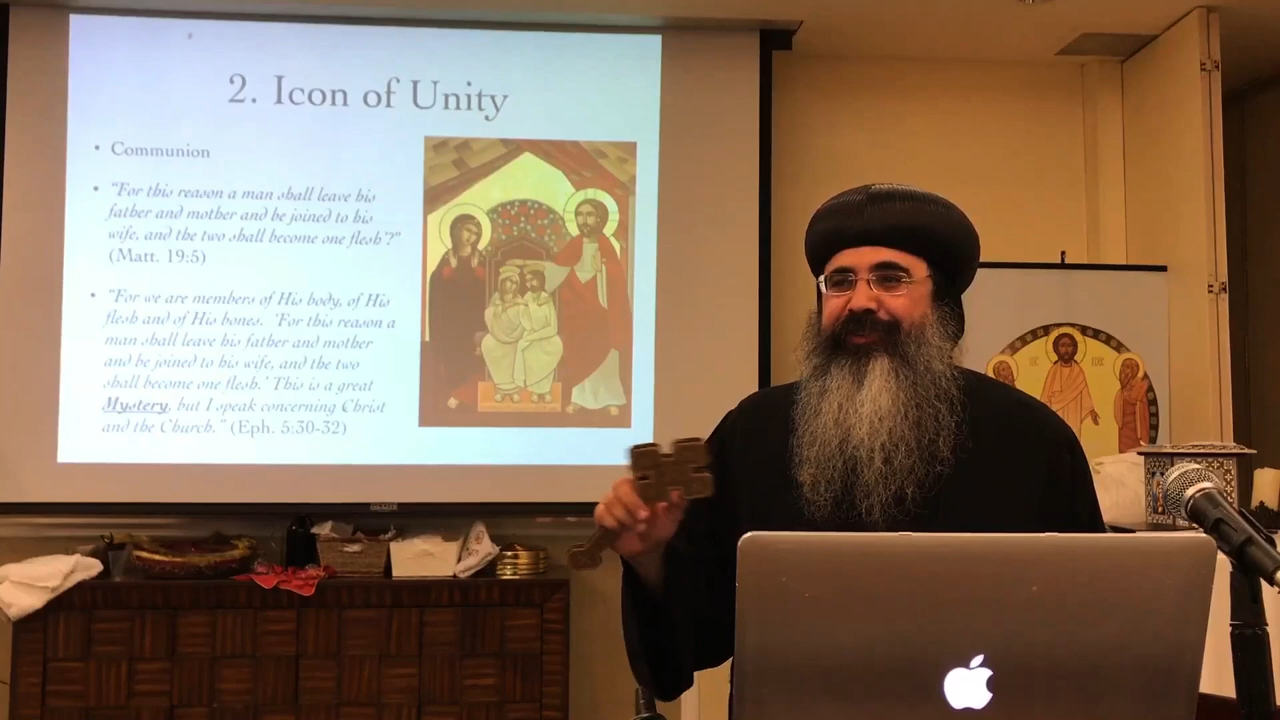 2. Icon of Unity
• Communion
• "For this reason a man shall leave his
father and mother and be joined to his
wife, and the two shall become one flesh'?"
(Matt. 19:5)
• "For we are members of His body, of His
flesh and of His bones. 'For this reason a
man shall leave his father and mother
and be joined to his wife, and the two
shall become one flesh.' This is a great
Mystery, but I speak concerning Christ
and the Church." (Eph. 5:30-32)